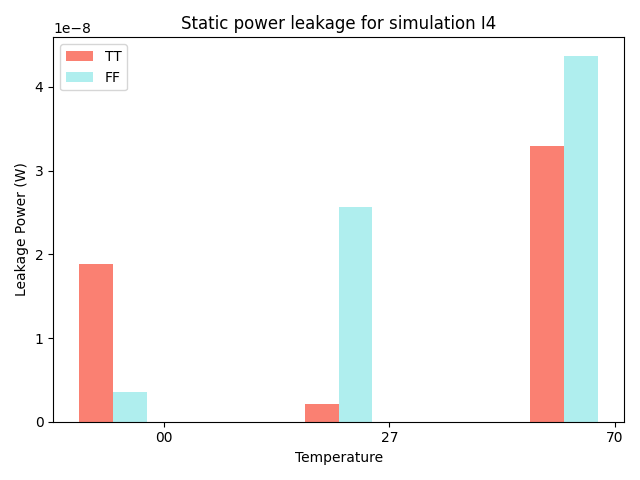 Static power leakage for simulation I4
1e−8
TT
FF
4
3
2
1
0
Leakage Power (W)
00
27
70
Temperature